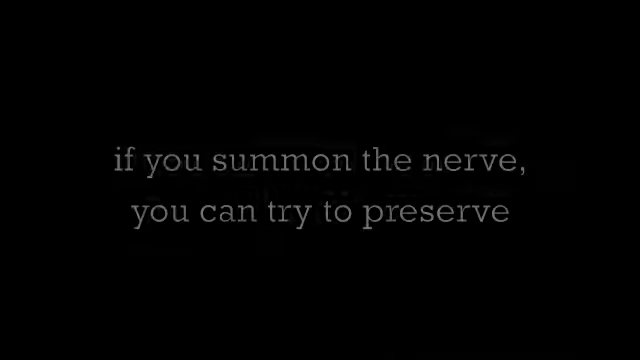 if you summon the nerve,
you can try to preserve